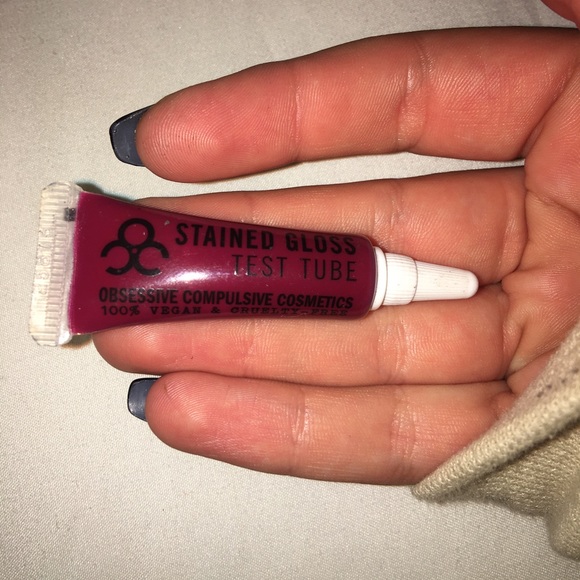 STAINED GLOSS
TEST TUBE
OBSESSIVE COMPULSIVE COSMETICS
100% VEGAN & CRUELTY-FREE